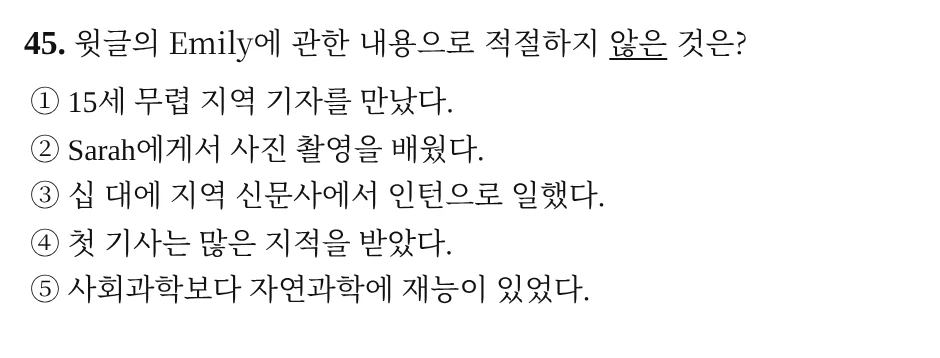 45. 윗글의 Emily에 관한 내용으로 적절하지 않은 것은?
① 15세 무렵 지역 기자를 만났다.
② Sarah에게서 사진 촬영을 배웠다.
③ 십 대에 지역 신문사에서 인턴으로 일했다.
④ 첫 기사는 많은 지적을 받았다.
⑤ 사회과학보다 자연과학에 재능이 있었다.